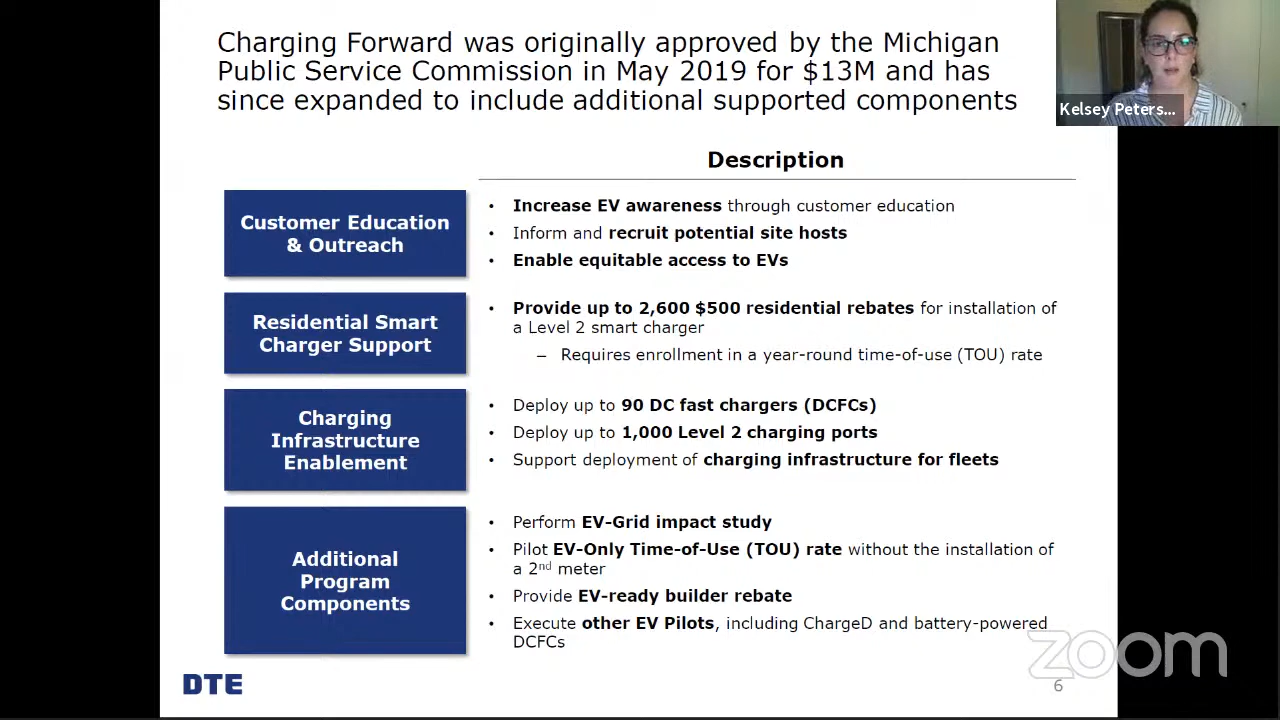 Charging Forward was originally approved by the Michigan
Public Service Commission in May 2019 for $13M and has
since expanded to include additional supported components
Kelsey Peters...
Description
Customer Education
& Outreach
• Increase EV awareness through customer education
• Inform and recruit potential site hosts
• Enable equitable access to EVs
Residential Smart
Charger Support
• Provide up to 2,600 $500 residential rebates for installation of
a Level 2 smart charger
– Requires enrollment in a year-round time-of-use (TOU) rate
Charging
Infrastructure
Enablement
• Deploy up to 90 DC fast chargers (DCFCs)
• Deploy up to 1,000 Level 2 charging ports
• Support deployment of charging infrastructure for fleets
Additional
Program
Components
• Perform EV-Grid impact study
• Pilot EV-Only Time-of-Use (TOU) rate without the installation of
a 2nd meter
• Provide EV-ready builder rebate
• Execute other EV Pilots, including ChargeD and battery-powered
DCFCs
DTE
6
zoom